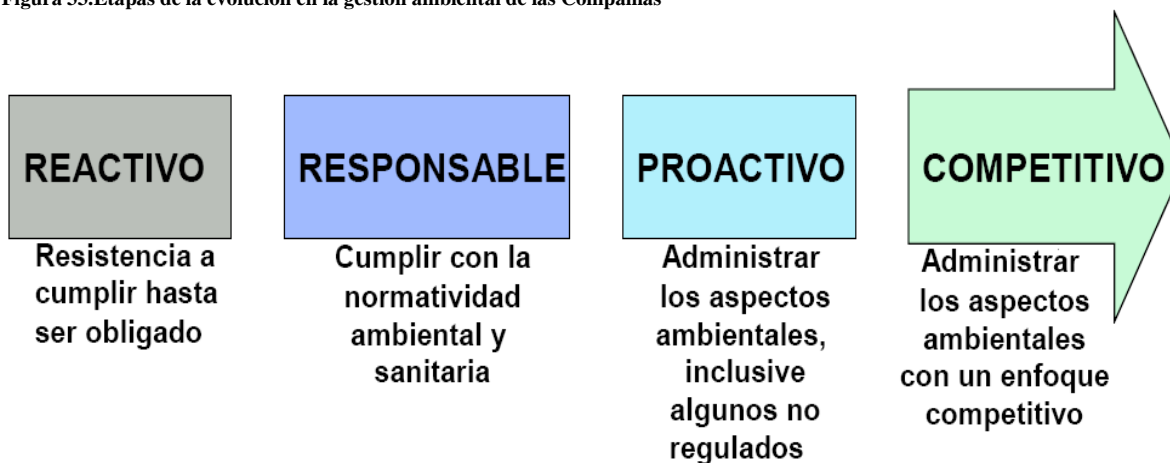 Figura 35.Etapas de la evolución en la gestión ambiental de las Compañías
REACTIVO
Resistencia a
cumplir hasta
ser obligado
RESPONSABLE
Cumplir con la
normatividad
ambiental y
sanitaria
PROACTIVO
Administrar
los aspectos
ambientales,
inclusive
algunos no
regulados
COMPETITIVO
Administrar
los aspectos
ambientales
con un enfoque
competitivo